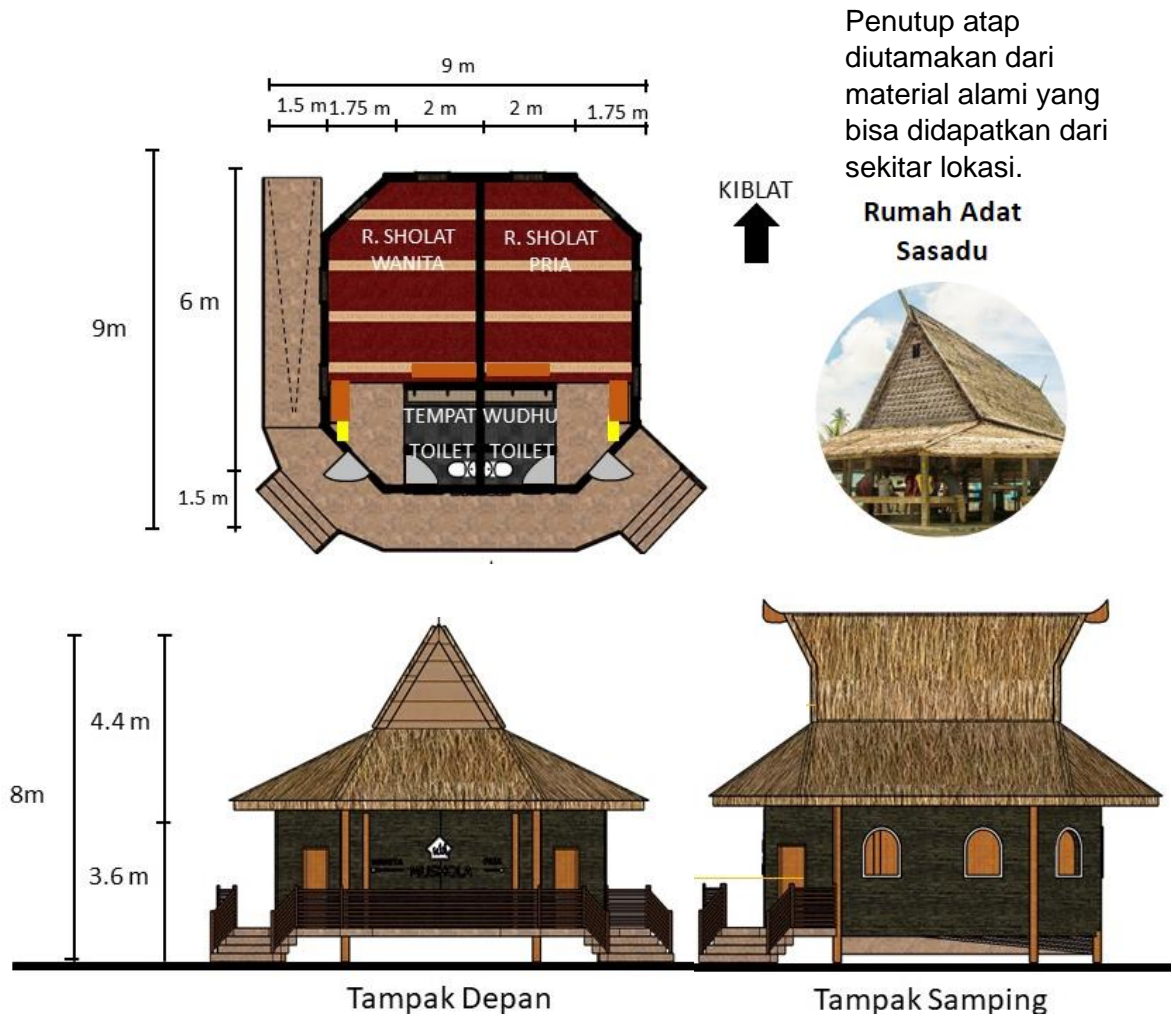 Penutup atap
diutamakan dari
material alami yang
bisa didapatkan dari
sekitar lokasi.
Rumah Adat
Sasadu
9 m
1.5 m
1.75 m
2 m
2 m
1.75 m
9m
6 m
1.5 m
KIBLAT
R. SHOLAT
WANITA
R. SHOLAT
PRIA
TEMPAT
WUDHU
TOILET
TOILET
8m
4.4 m
3.6 m
WANITA
PRIA
MUSHOLA
Tampak Depan
Tampak Samping